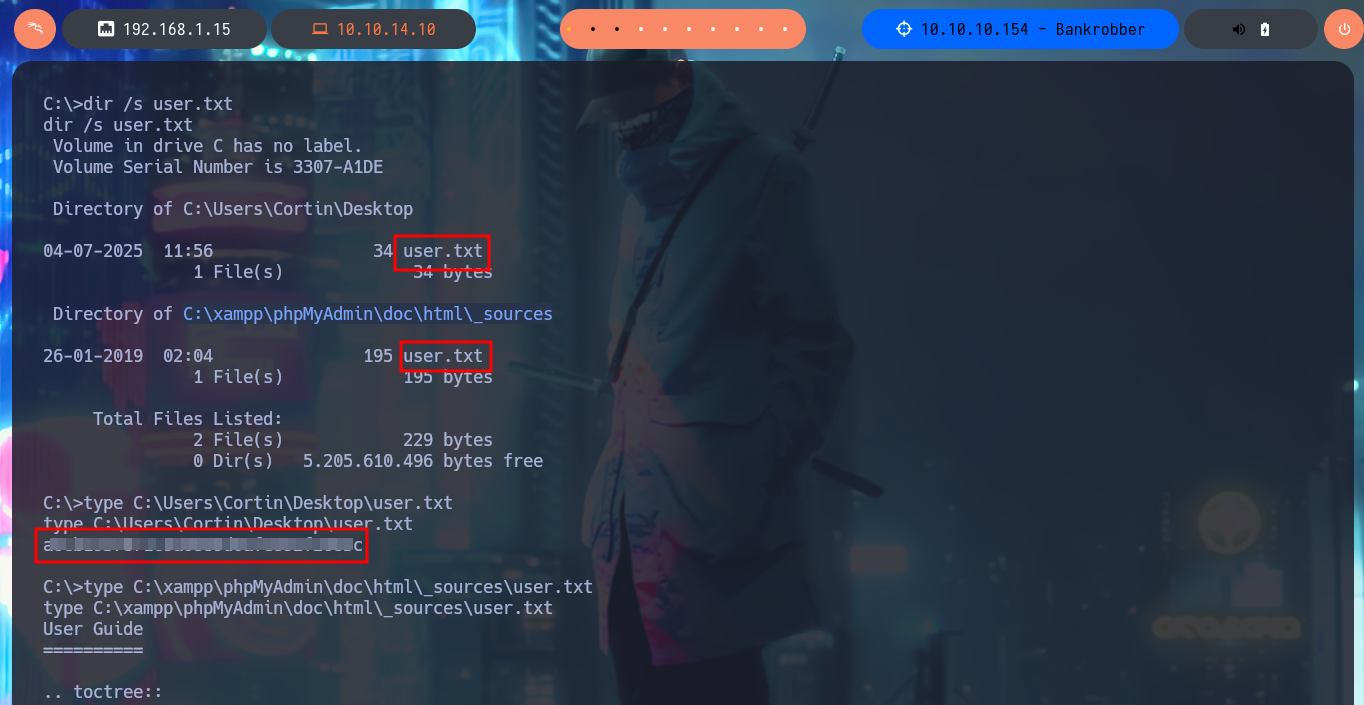 192.168.1.15
10.10.14.10
10.10.10.154 - Bankrobber
C:\>dir /s user.txt
dir /s user.txt
Volume in drive C has no label.
Volume Serial Number is 3307-A1DE
Directory of C:\Users\Cortin\Desktop
04-07-2025 11:56 34 user.txt
1 File(s) 34 bytes
Directory of C:\xampp\phpMyAdmin\doc\html\_sources
26-01-2019 02:04 195 user.txt
1 File(s) 195 bytes
Total Files Listed:
2 File(s) 229 bytes
0 Dir(s) 5.205.610.496 bytes free
C:\>type C:\Users\Cortin\Desktop\user.txt
type C:\Users\Cortin\Desktop\user.txt
C:\>type C:\xampp\phpMyAdmin\doc\html\_sources\user.txt
type C:\xampp\phpMyAdmin\doc\html\_sources\user.txt
User Guide
==========
.. toctree::